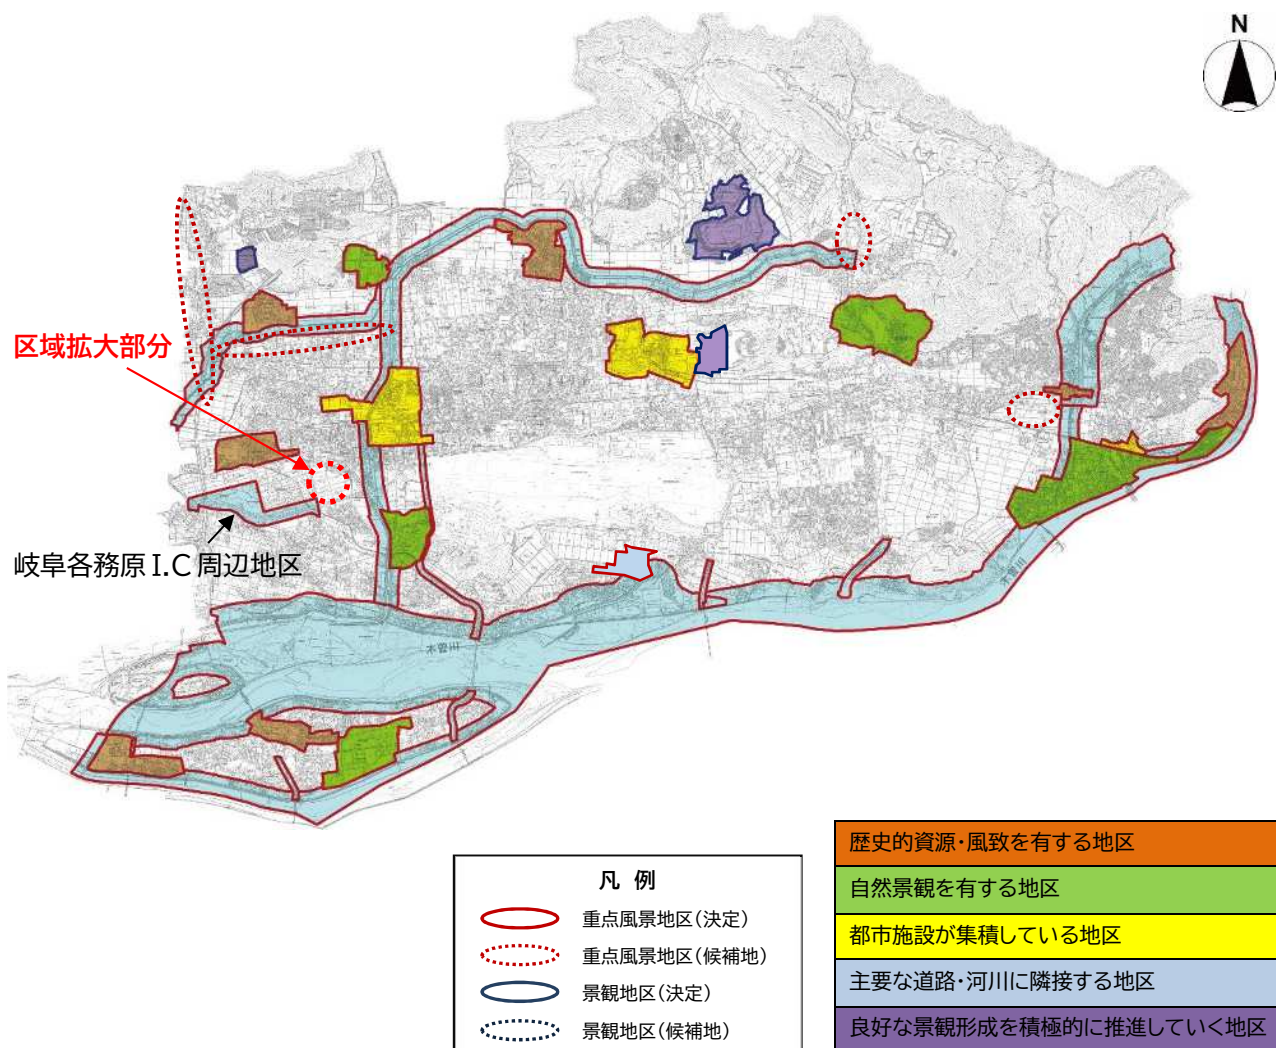 N
区域拡大部分
岐阜各務原I.C周辺地区
木曽川
木曽川
凡 例
重点風景地区(決定)
重点風景地区(候補地)
景観地区(決定)
景観地区(候補地)
歴史的資源・風致を有する地区
自然景観を有する地区
都市施設が集積している地区
主要な道路・河川に隣接する地区
良好な景観形成を積極的に推進していく地区